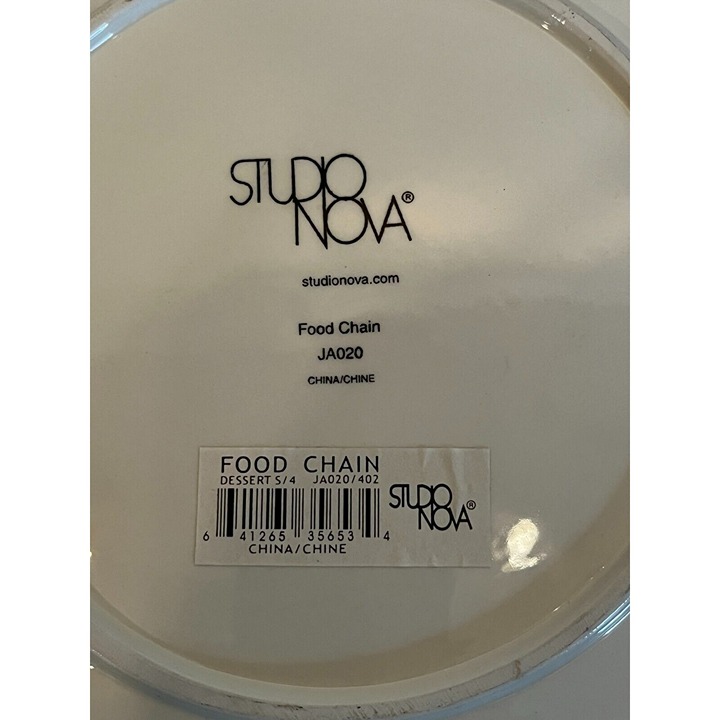 STUDIO
NOVA®
studionova.com
Food Chain
JA020
CHINA/CHINE
FOOD CHAIN
DESSERT S/4 JA020/402
STUDIO
NOVA®
6 41265 35653 4
CHINA/CHINE